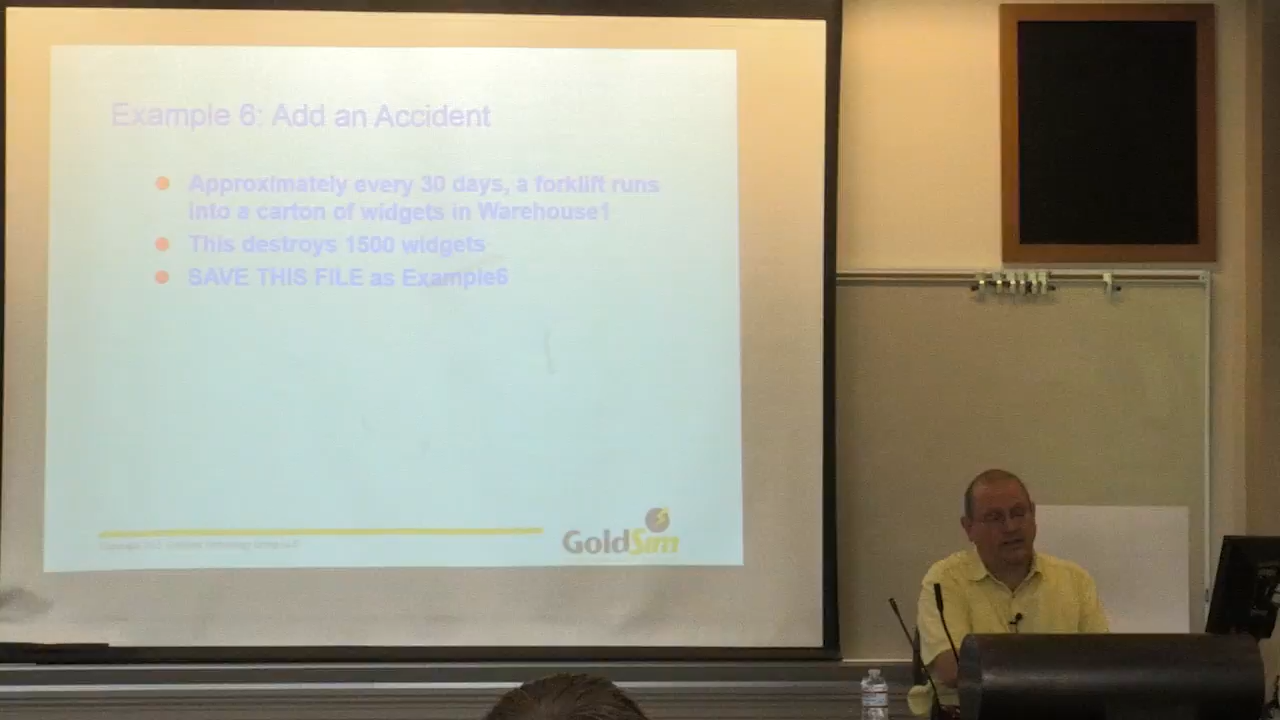 Example 6: Add an Accident
Approximately every 30 days, a forklift runs
into a carton of widgets in Warehouse1
This destroys 1500 widgets
SAVE THIS FILE as Example6
GoldSim